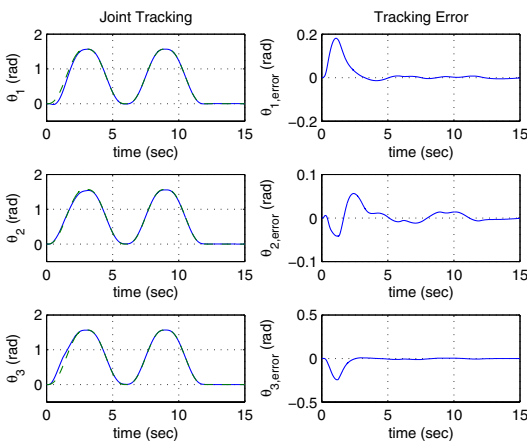 Joint Tracking
Tracking Error
2
1
0
θ1 (rad)
0 5 10 15
time (sec)
0.2
0
−0.2
θ1,error (rad)
0 5 10 15
time (sec)
2
1
0
θ2 (rad)
0 5 10 15
time (sec)
0.1
0
−0.1
θ2,error (rad)
0 5 10 15
time (sec)
2
1
0
θ3 (rad)
0 5 10 15
time (sec)
0.5
0
−0.5
θ3,error (rad)
0 5 10 15
time (sec)